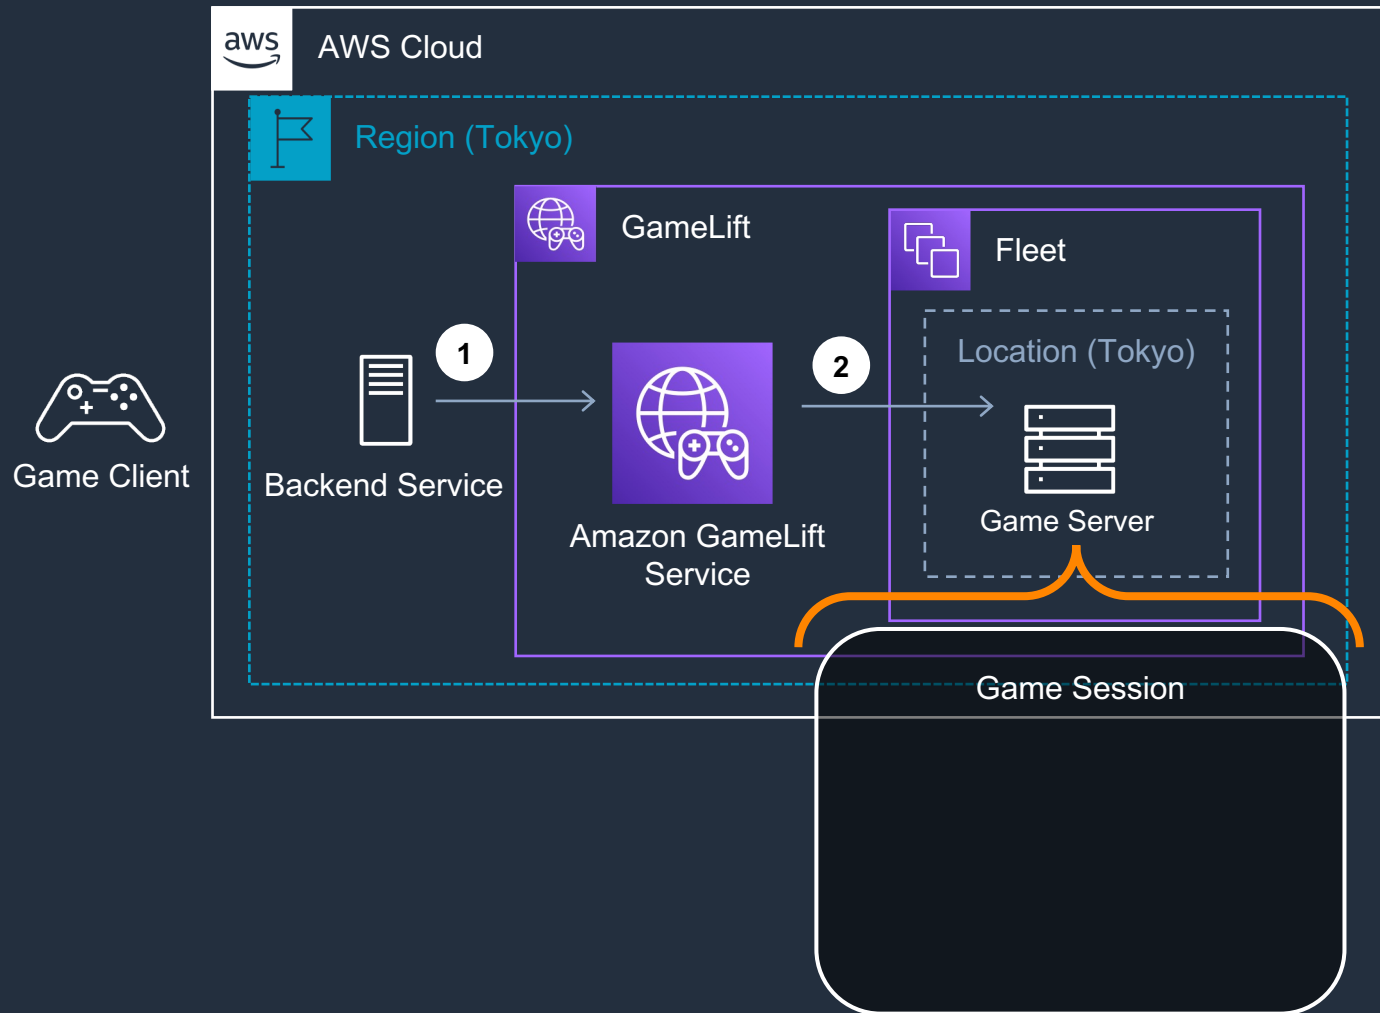 aws
AWS Cloud
Region (Tokyo)
GameLift
Fleet
1
2
Location (Tokyo)
Game Client
Backend Service
Amazon GameLift
Service
Game Server
Game Session